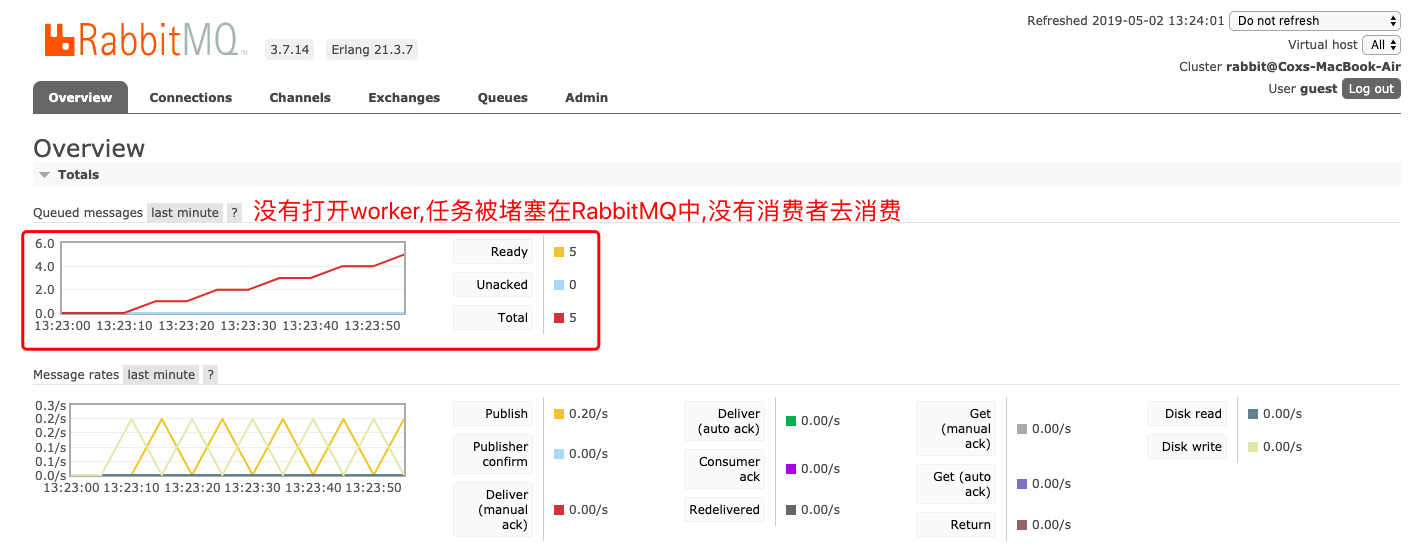 Refreshed 2019-05-02 13:24:01 Do not refresh
RabbitMQ TM 3.7.14 Erlang 21.3.7
Virtual host All
Cluster rabbit@Coxs-MacBook-Air
User guest Log out
Overview Connections Channels Exchanges Queues Admin
Overview
Totals
Queued messages last minute ? 没有打开worker,任务被堵塞在RabbitMQ中,没有消费者去消费
6.0
4.0
2.0
0.0
13:23:00 13:23:10 13:23:20 13:23:30 13:23:40 13:23:50
Ready 5
Unacked 0
Total 5
Message rates last minute ?
0.3/s
0.2/s
0.2/s
0.1/s
0.1/s
0.0/s
13:23:00 13:23:10 13:23:20 13:23:30 13:23:40 13:23:50
Publish 0.20/s
Publisher
confirm 0.00/s
Deliver
(manual
ack) 0.00/s
Deliver
(auto ack) 0.00/s
Consumer
ack 0.00/s
Redelivered 0.00/s
Get
(manual
ack) 0.00/s
Get (auto
ack) 0.00/s
Return 0.00/s
Disk read 0.00/s
Disk write 0.00/s